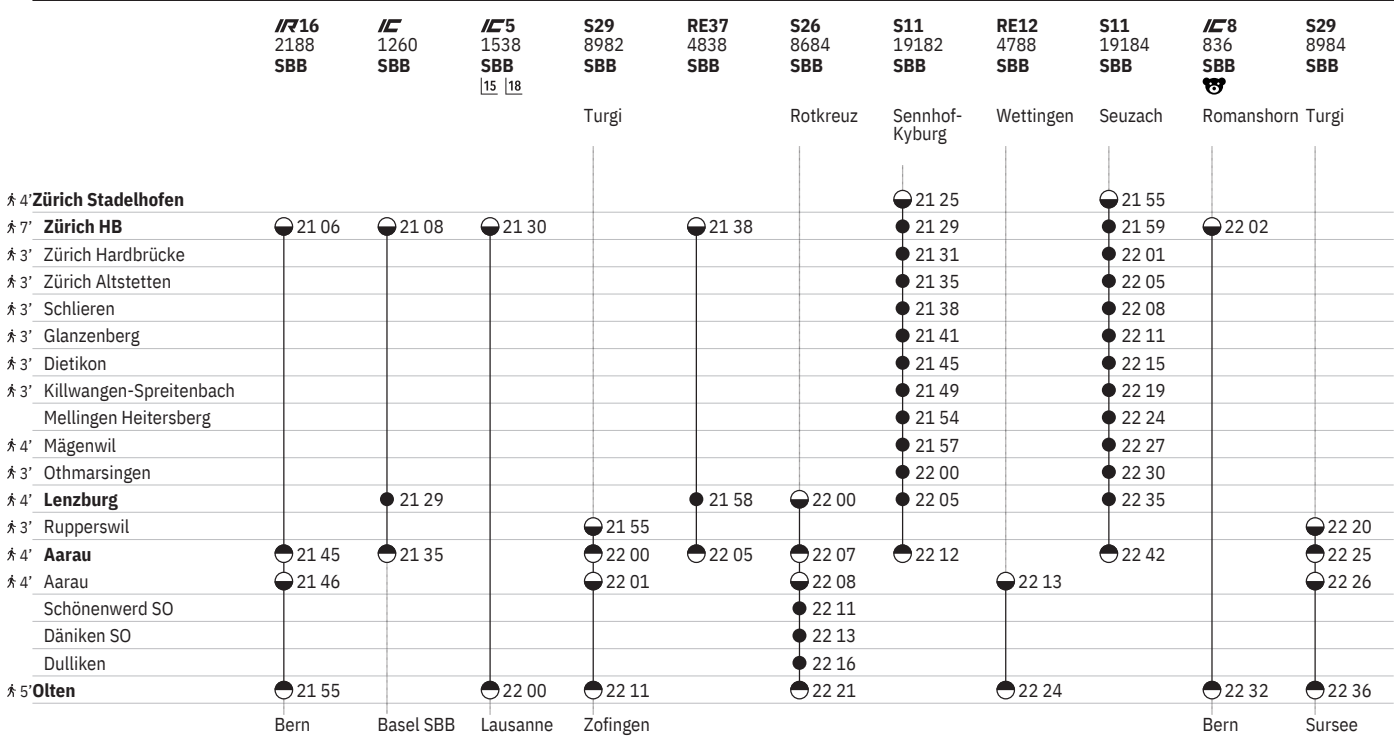 IR16 IC IC5 S29 RE37 S26 S11 RE12 S11 IC8 S29
2188 1260 1538 8982 4838 8684 19182 4788 19184 836 8984
SBB SBB SBB SBB SBB SBB SBB SBB SBB SBB SBB
15 18
Turgi Rotkreuz Sennhof- Wettingen Seuzach Romanshorn Turgi
Kyburg
4' Zürich Stadelhofen 21 25 21 55
7' Zürich HB 21 06 21 08 21 30 21 38 21 29 21 59 22 02
3' Zürich Hardbrücke 21 31 22 01
3' Zürich Altstetten 21 35 22 05
3' Schlieren 21 38 22 08
3' Glanzenberg 21 41 22 11
3' Dietikon 21 45 22 15
3' Killwangen-Spreitenbach 21 49 22 19
Mellingen Heitersberg 21 54 22 24
4' Mägenwil 21 57 22 27
3' Othmarsingen 22 00 22 30
4' Lenzburg 21 29 21 58 22 00 22 05 22 35
3' Rupperswil 21 55 22 20
4' Aarau 21 45 21 35 22 00 22 05 22 07 22 12 22 42 22 25
4' Aarau 21 46 22 01 22 08 22 13 22 26
Schönenwerd SO 22 11
Däniken SO 22 13
Dulliken 22 16
5' Olten 21 55 22 00 22 11 22 21 22 24 22 32 22 36
Bern Basel SBB Lausanne Zofingen Bern Sursee